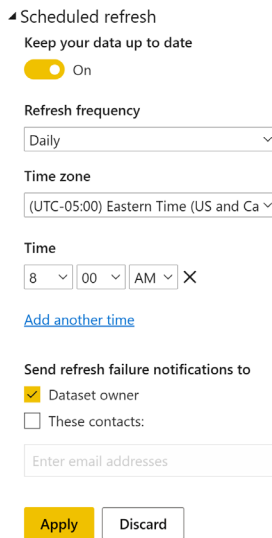 Scheduled refresh
Keep your data up to date
On
Refresh frequency
Daily
Time zone
(UTC-05:00) Eastern Time (US and Ca
Time
8 00 AM
Add another time
Send refresh failure notifications to
Dataset owner
These contacts:
Enter email addresses
Apply Discard